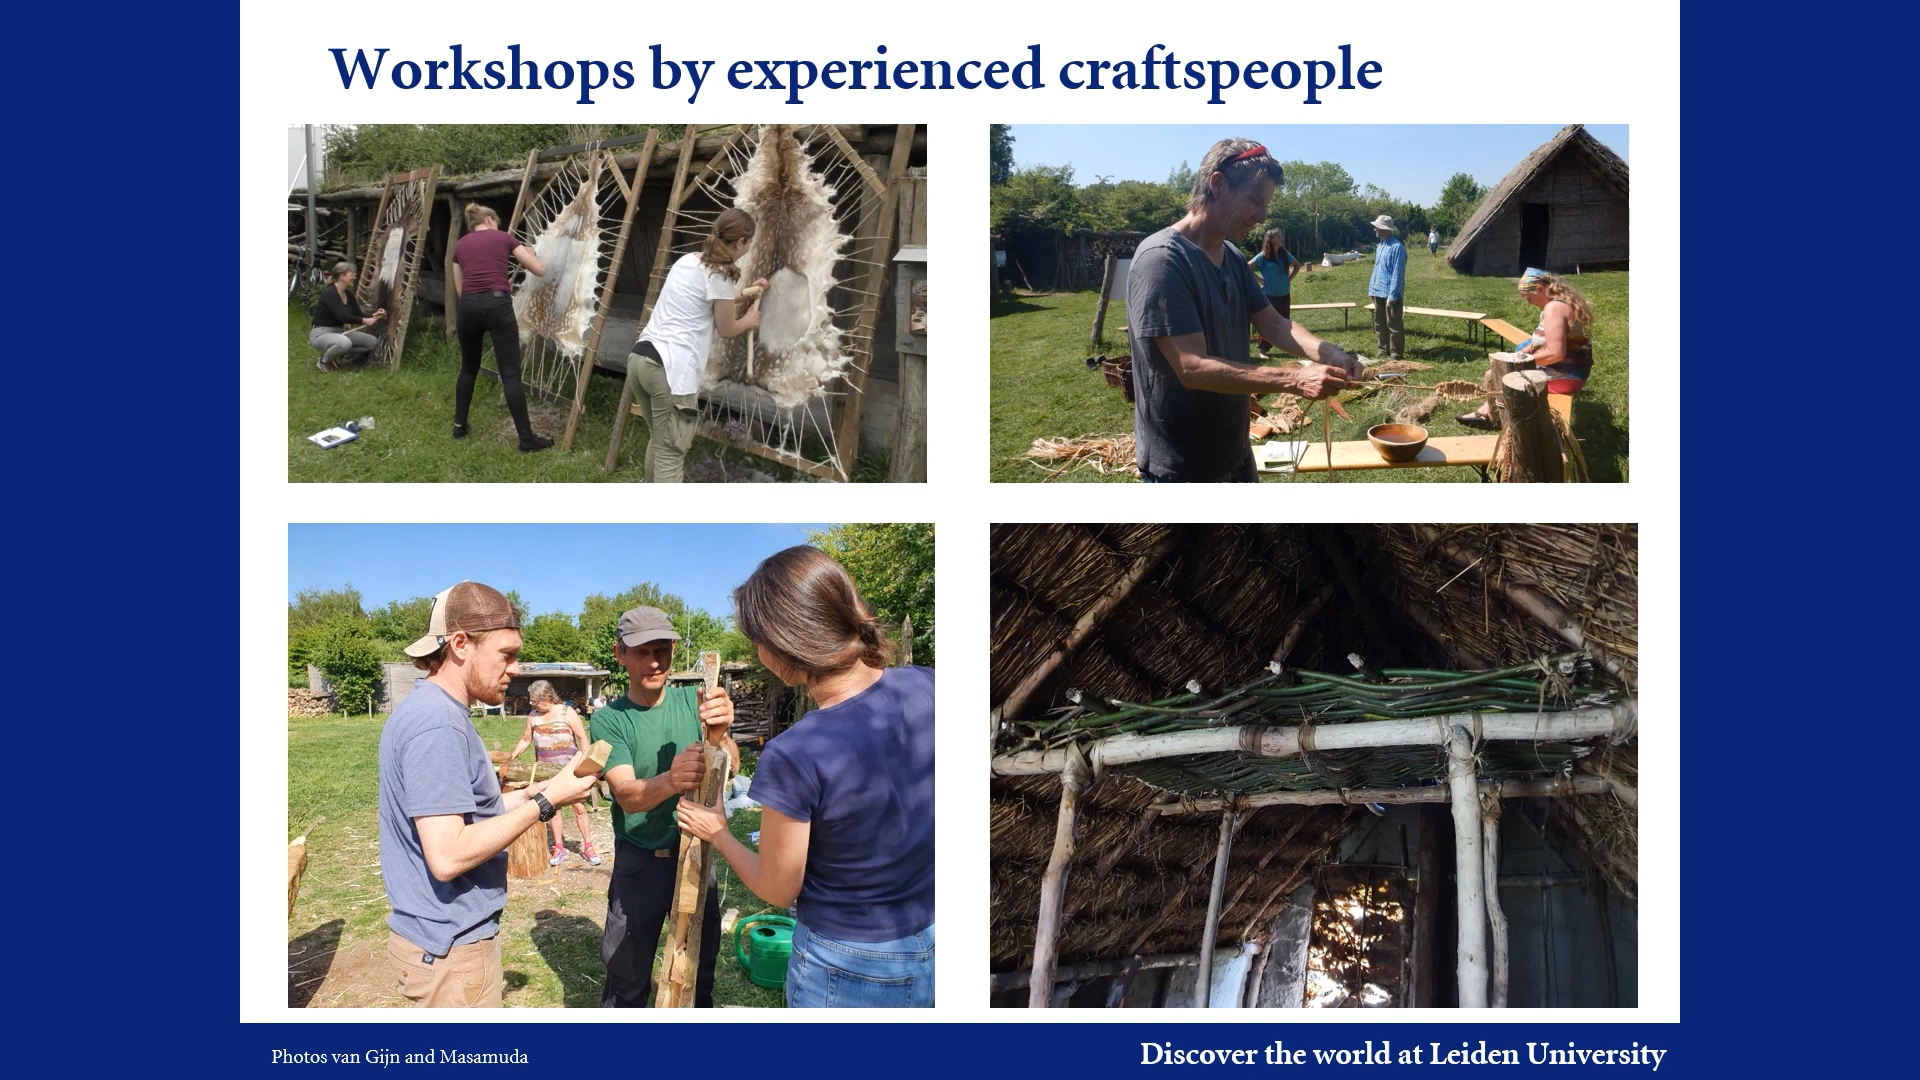 Workshops by experienced craftspeople
Photos van Gijn and Masamuda
Discover the world at Leiden University